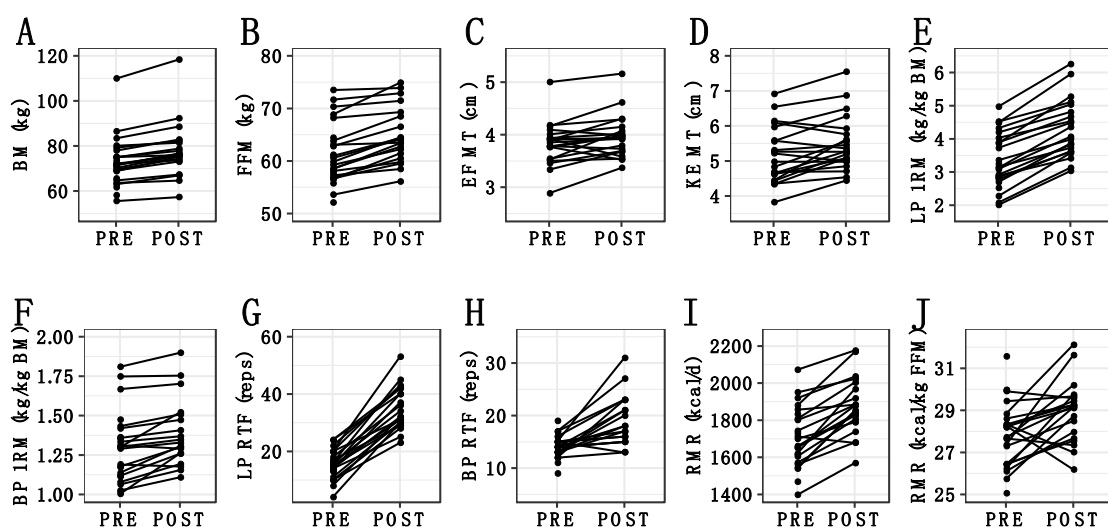 A
BM (kg)
120
100
80
60
PRE POST
B
FFM (kg)
80
70
60
50
PRE POST
C
EF MT (cm)
5
4
3
PRE POST
D
KE MT (cm)
8
7
6
5
4
PRE POST
E
LP 1RM (kg/kg BM)
6
5
4
3
2
PRE POST
F
BP 1RM (kg/kg BM)
2.00
1.75
1.50
1.25
1.00
PRE POST
G
LP RTF (reps)
60
40
20
PRE POST
H
BP RTF (reps)
30
20
10
PRE POST
I
RMR (kcal/d)
2200
2000
1800
1600
1400
PRE POST
J
RMR (kcal/kg FFM)
31
29
27
25
PRE POST